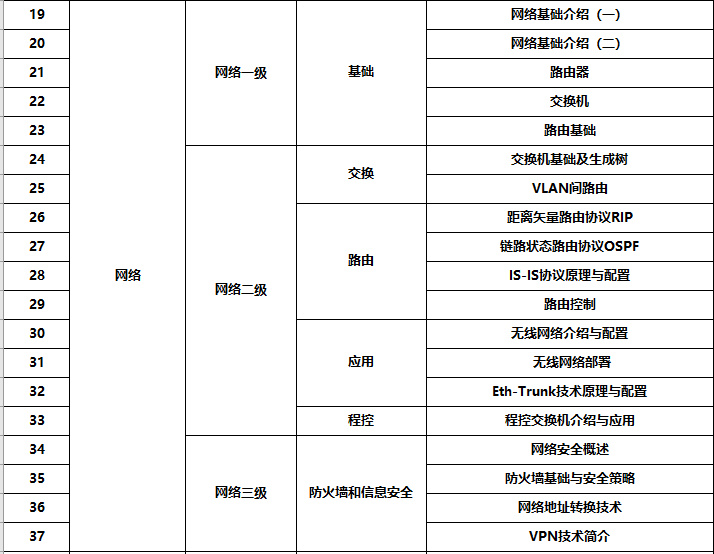 19 网络 网络一级 基础 网络基础介绍（一）
20 网络基础介绍（二）
21 路由器
22 交换机
23 路由基础
24 网络二级 交换 交换机基础及生成树
25 VLAN间路由
26 路由 距离矢量路由协议RIP
27 链路状态路由协议OSPF
28 IS-IS协议原理与配置
29 路由控制
30 应用 无线网络介绍与配置
31 无线网络部署
32 Eth-Trunk技术原理与配置
33 程控 程控交换机介绍与应用
34 网络三级 防火墙和信息安全 网络安全概述
35 防火墙基础与安全策略
36 网络地址转换技术
37 VPN技术简介